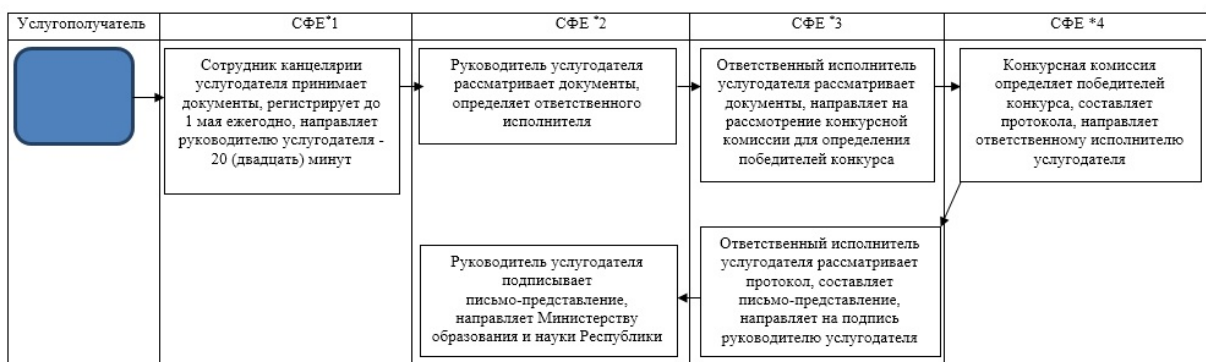 Услугополучатель
СФЕ*1
СФЕ *2
СФЕ *3
СФЕ *4
Сотрудник канцелярии
услугодателя принимает
документы, регистрирует до
1 мая ежегодно, направляет
руководителю услугодателя -
20 (двадцать) минут
Руководитель услугодателя
рассматривает документы,
определяет ответственного
исполнителя
Ответственный исполнитель
услугодателя рассматривает
документы, направляет на
рассмотрение конкурсной
комиссии для определения
победителей конкурса
Конкурсная комиссия
определяет победителей
конкурса, составляет
протокола, направляет
ответственному исполнителю
услугодателя
Руководитель услугодателя
подписывает
письмо-представление,
направляет Министерству
образования и науки Республики
Ответственный исполнитель
услугодателя рассматривает
протокол, составляет
письмо-представление,
направляет на подпись
руководителю услугодателя